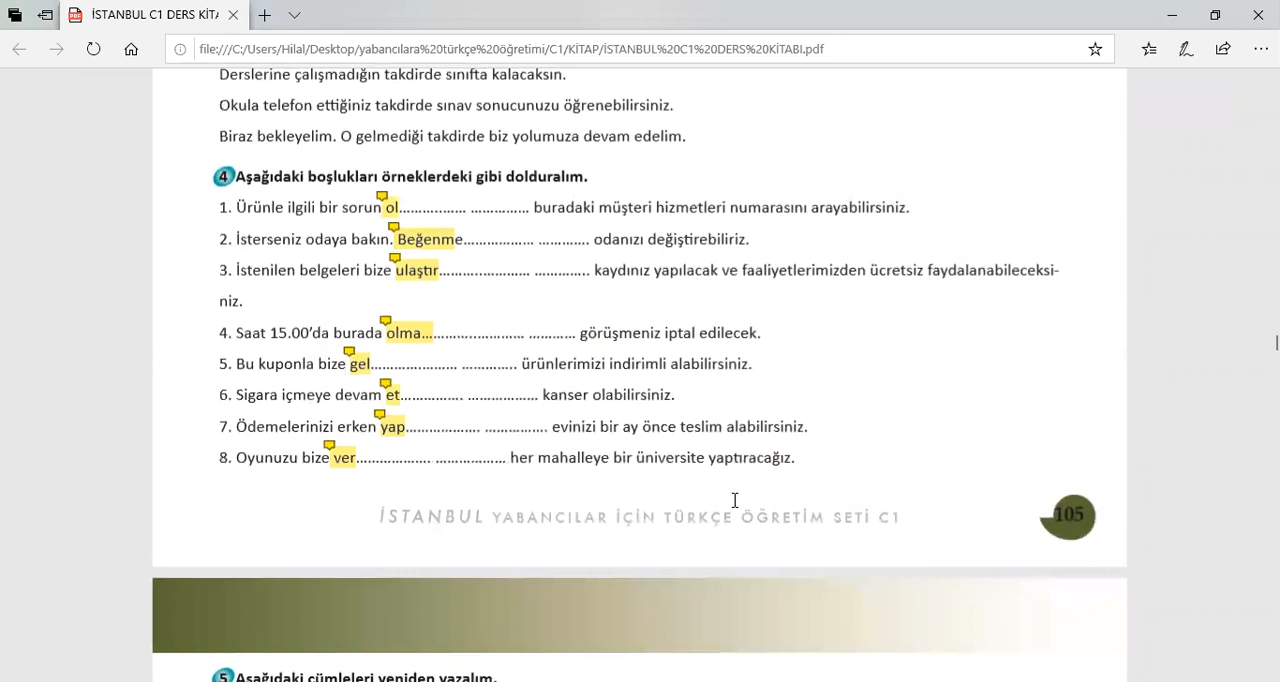 İSTANBUL C1 DERS KİTA
file:///C:/Users/Hilal/Desktop/yabancılara%20türkçe%20öğretimi/C1/KİTAP/İSTANBUL%20C1%20DERS%20KİTABI.pdf
Derslerine çalışmadığın takdirde sınıfta kalacaksın.
Okula telefon ettiğiniz takdirde sınav sonucunuzu öğrenebilirsiniz.
Biraz bekleyelim. O gelmediği takdirde biz yolumuza devam edelim.
4 Aşağıdaki boşlukları örneklerdeki gibi dolduralım.
1. Ürünle ilgili bir sorun ol................ .............. buradaki müşteri hizmetleri numarasını arayabilirsiniz.
2. İsterseniz odaya bakın. Beğenme................. ............ odanızı değiştirebiliriz.
3. İstenilen belgeleri bize ulaştır...................... ............. kaydınız yapılacak ve faaliyetlerimizden ücretsiz faydalanabileceksi-
niz.
4. Saat 15.00’da burada olma...................... ........... görüşmeniz iptal edilecek.
5. Bu kuponla bize gel..................... ............. ürünlerimizi indirimli alabilirsiniz.
6. Sigara içmeye devam et............... ................. kanser olabilirsiniz.
7. Ödemelerinizi erken yap.................. ............... evinizi bir ay önce teslim alabilirsiniz.
8. Oyunuzu bize ver.................. ................. her mahalleye bir üniversite yaptıracağız.
İSTANBUL YABANCILAR İÇİN TÜRKÇE ÖĞRETİM SETİ C1
105
5 Aşağıdaki cümleleri yeniden yazalım.